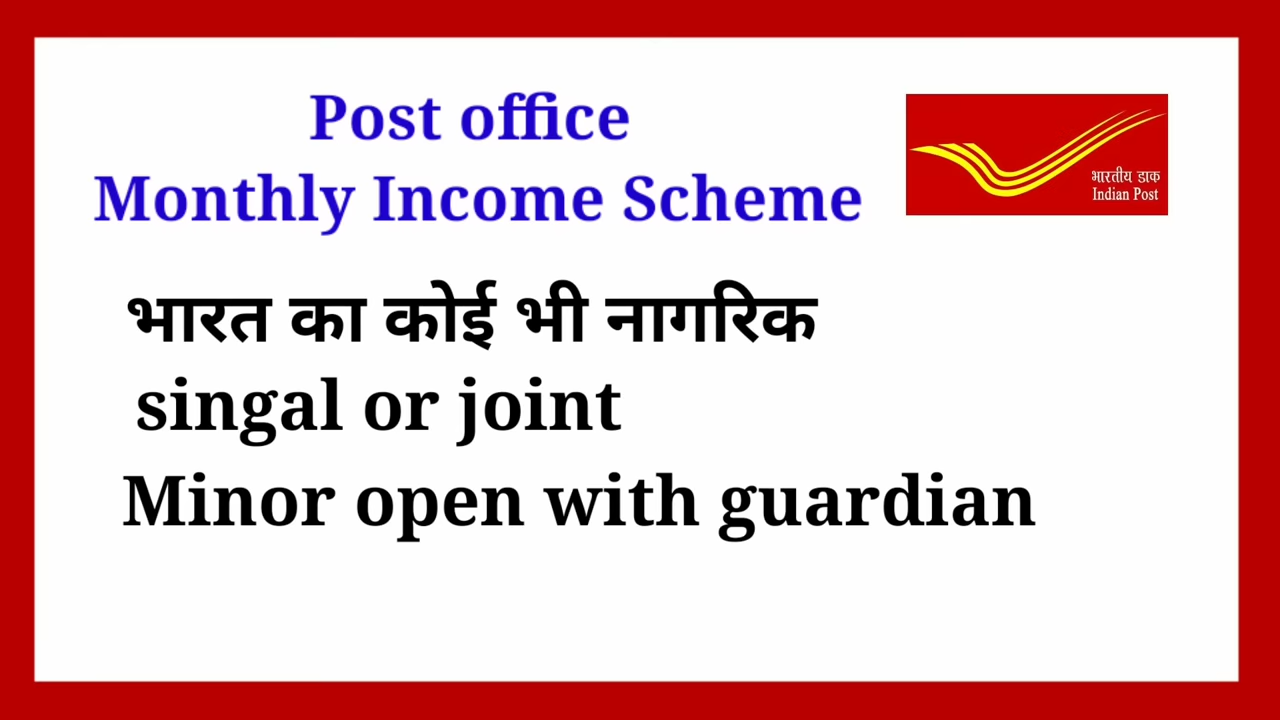 Post office
Monthly Income Scheme
भारतीय डाक
Indian Post
भारत का कोई भी नागरिक
singal or joint
Minor open with guardian